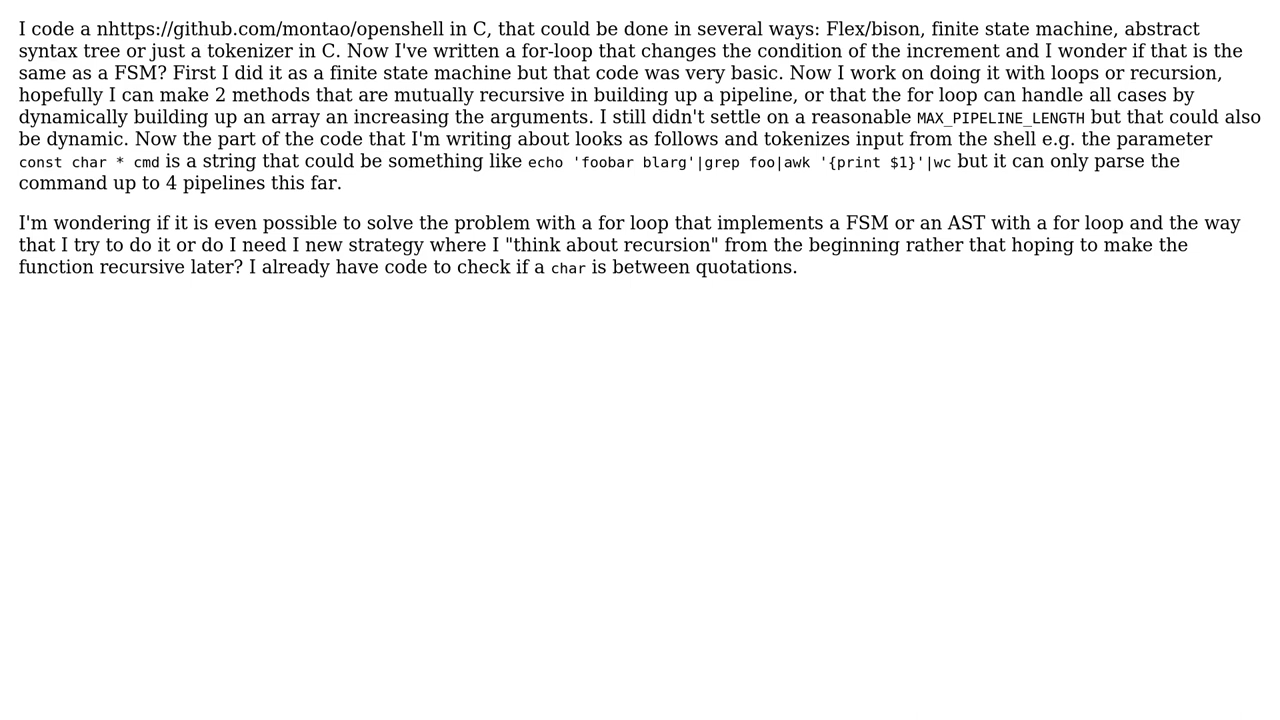 I code a nhttps://github.com/montao/openshell in C, that could be done in several ways: Flex/bison, finite state machine, abstract
syntax tree or just a tokenizer in C. Now I've written a for-loop that changes the condition of the increment and I wonder if that is the
same as a FSM? First I did it as a finite state machine but that code was very basic. Now I work on doing it with loops or recursion,
hopefully I can make 2 methods that are mutually recursive in building up a pipeline, or that the for loop can handle all cases by
dynamically building up an array an increasing the arguments. I still didn't settle on a reasonable MAX_PIPELINE_LENGTH but that could also
be dynamic. Now the part of the code that I'm writing about looks as follows and tokenizes input from the shell e.g. the parameter
const char * cmd is a string that could be something like echo 'foobar blarg'|grep foo|awk '{print $1}'|wc but it can only parse the
command up to 4 pipelines this far.
I'm wondering if it is even possible to solve the problem with a for loop that implements a FSM or an AST with a for loop and the way
that I try to do it or do I need I new strategy where I "think about recursion" from the beginning rather that hoping to make the
function recursive later? I already have code to check if a char is between quotations.